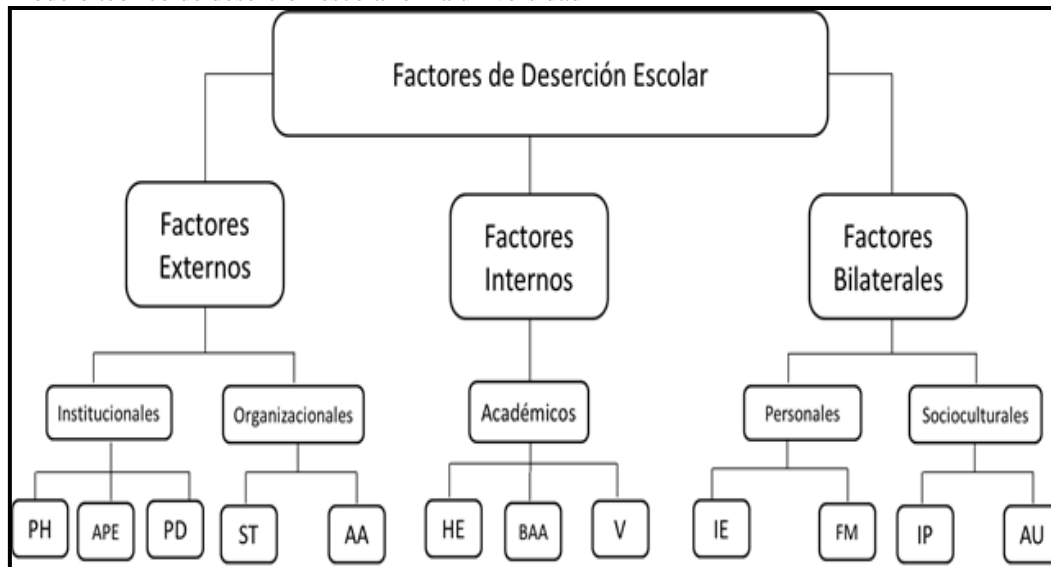 Factores de Deserción Escolar
Factores
Externos
Factores
Internos
Factores
Bilaterales
Institucionales
Organizacionales
Académicos
Personales
Socioculturales
PH
APE
PD
ST
AA
HE
BAA
V
IE
FM
IP
AU